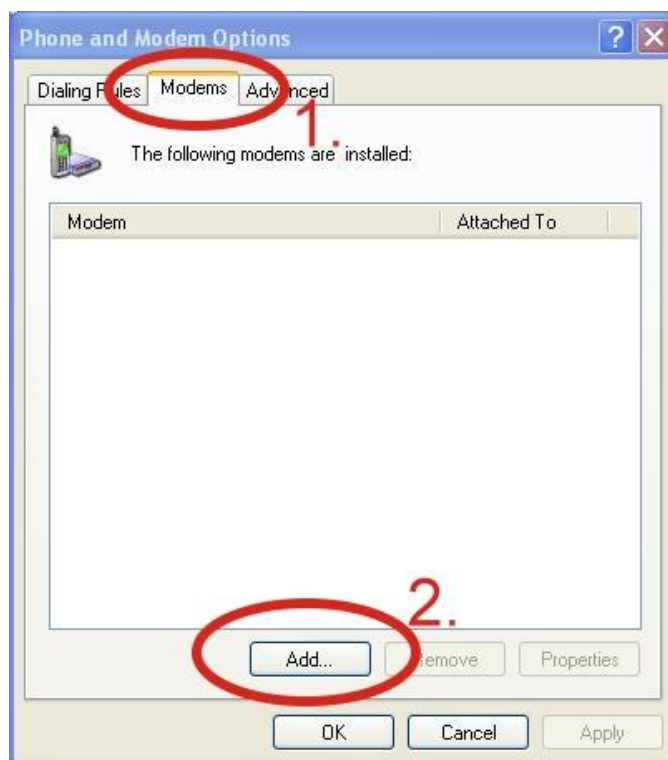 Phone and Modem Options
Dialing Rules Modems Advanced
1.
The following modems are installed:
Modem Attached To
2.
Add... Remove Properties
OK Cancel Apply